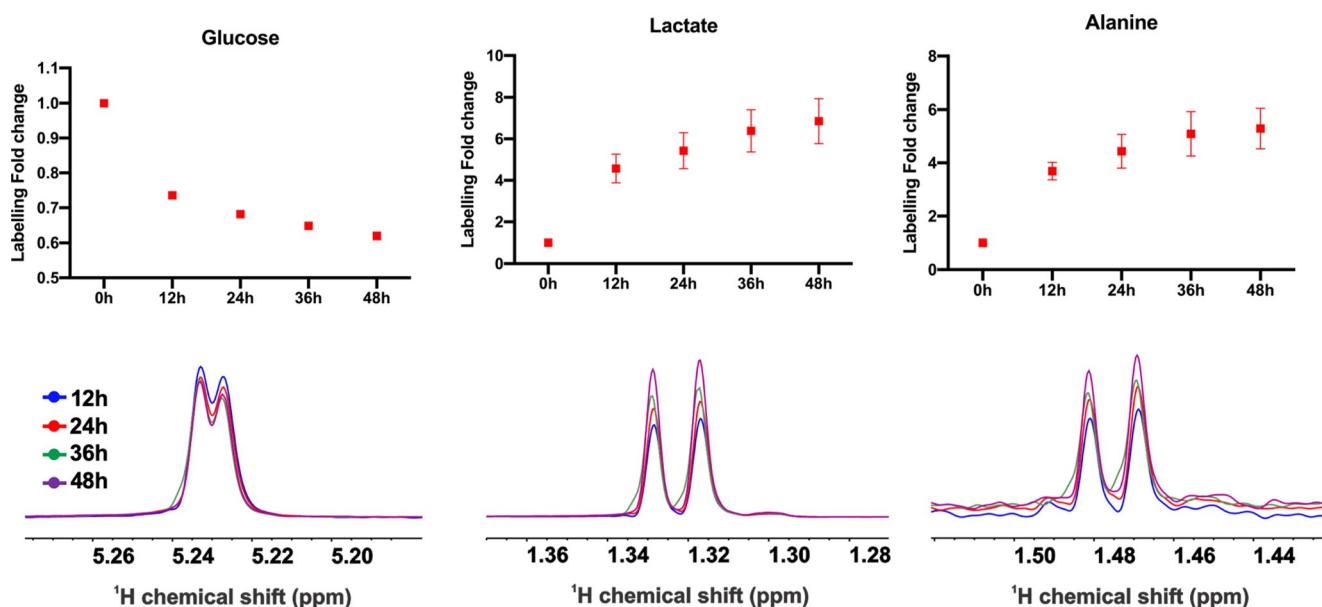 Glucose
Labelling Fold change
1.1
1.0
0.9
0.8
0.7
0.6
0.5
0h 12h 24h 36h 48h
Lactate
Labelling Fold change
10
8
6
4
2
0
0h 12h 24h 36h 48h
Alanine
Labelling Fold change
8
6
4
2
0
0h 12h 24h 36h 48h
12h
24h
36h
48h
5.26 5.24 5.22 5.20
¹H chemical shift (ppm)
1.36 1.34 1.32 1.30 1.28
¹H chemical shift (ppm)
1.50 1.48 1.46 1.44
¹H chemical shift (ppm)